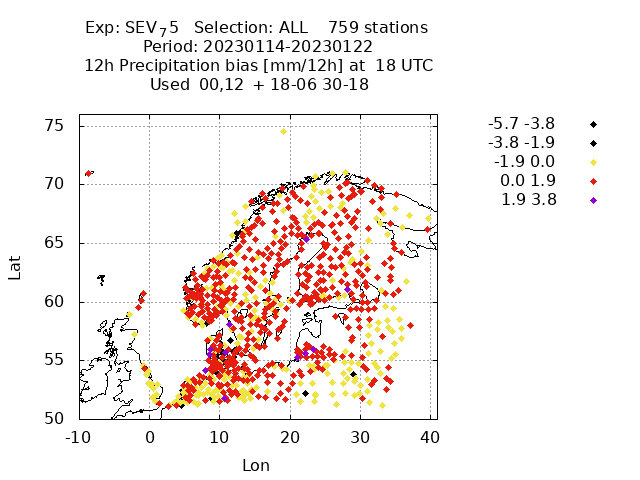 Exp: SEV₇5 Selection: ALL 759 stations
Period: 20230114-20230122
12h Precipitation bias [mm/12h] at 18 UTC
Used 00,12 + 18-06 30-18
-5.7 -3.8
-3.8 -1.9
-1.9 0.0
0.0 1.9
1.9 3.8
75
70
65
60
55
50
Lat
-10 0 10 20 30 40
Lon